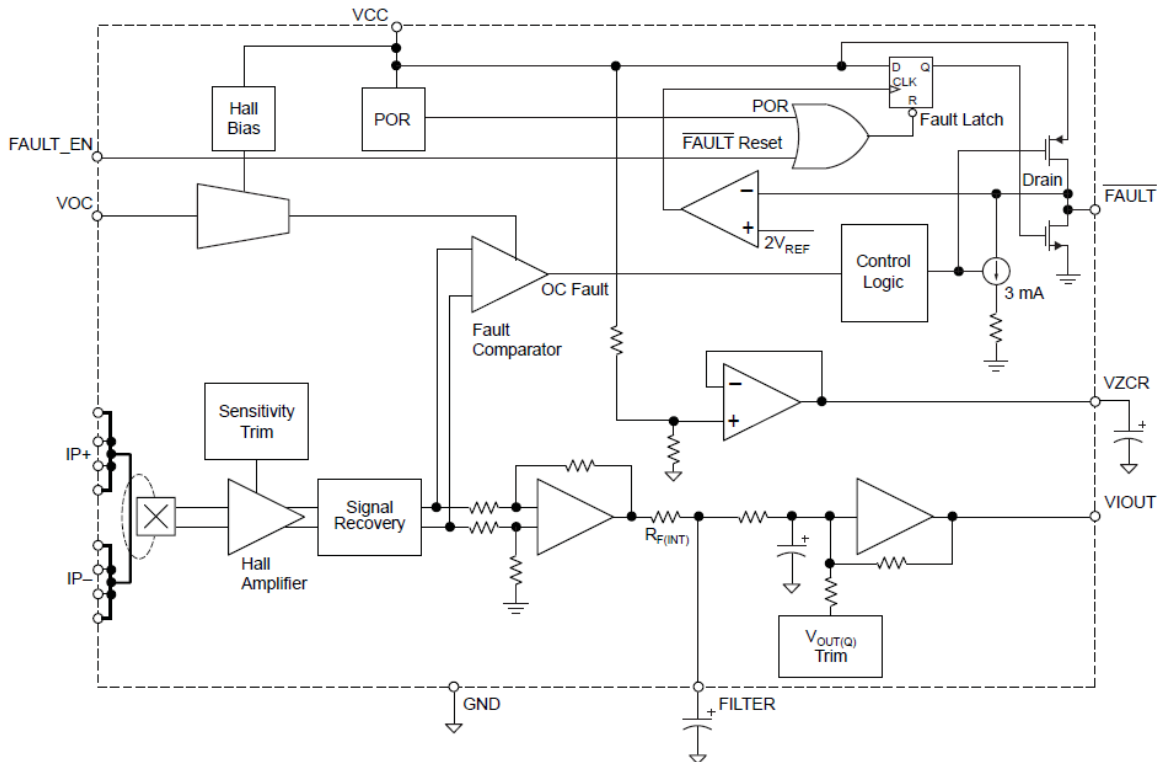 VCC
Hall
Bias
POR
POR
D
Q
CLK
R
Fault Latch
FAULT_EN
FAULT Reset
VOC
Drain
FAULT
−
+
2VREF
OC Fault
Control
Logic
3 mA
Fault
Comparator
−
+
VZCR
+
Sensitivity
Trim
IP+
Signal
Recovery
Hall
Amplifier
RF(INT)
+
VIOUT
IP–
VOUT(Q)
Trim
GND
FILTER
+